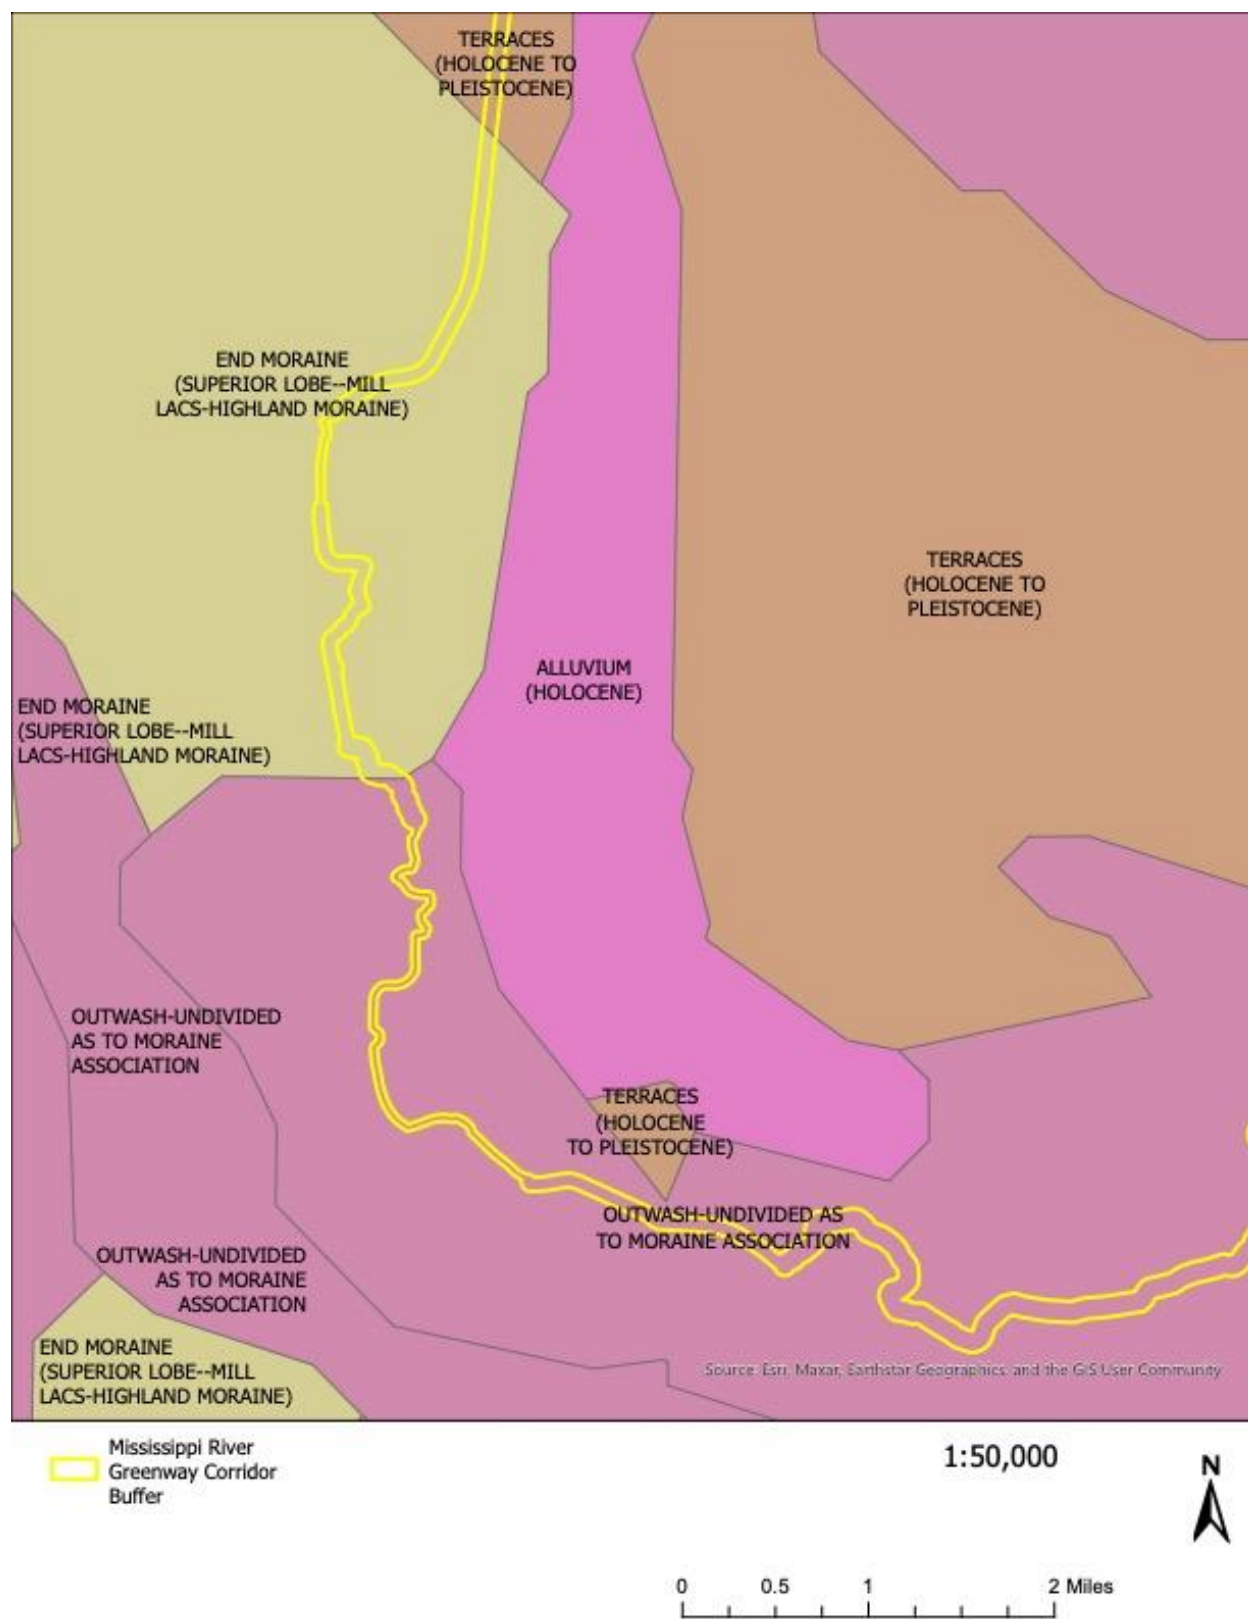 TERRACES
(HOLOCENE TO
PLEISTOCENE)
END MORAINE
(SUPERIOR LOBE--MILL
LACS-HIGHLAND MORAINE)
TERRACES
(HOLOCENE TO
PLEISTOCENE)
ALLUVIUM
(HOLOCENE)
END MORAINE
(SUPERIOR LOBE--MILL
LACS-HIGHLAND MORAINE)
OUTWASH-UNDIVIDED
AS TO MORAINE
ASSOCIATION
TERRACES
(HOLOCENE
TO PLEISTOCENE)
OUTWASH-UNDIVIDED AS
TO MORAINE ASSOCIATION
OUTWASH-UNDIVIDED
AS TO MORAINE
ASSOCIATION
END MORAINE
(SUPERIOR LOBE--MILL
LACS-HIGHLAND MORAINE)
Source: Esri, Maxar, Earthstar Geographics, and the GIS User Community
Mississippi River
Greenway Corridor
Buffer
1:50,000
N
0 0.5 1 2 Miles